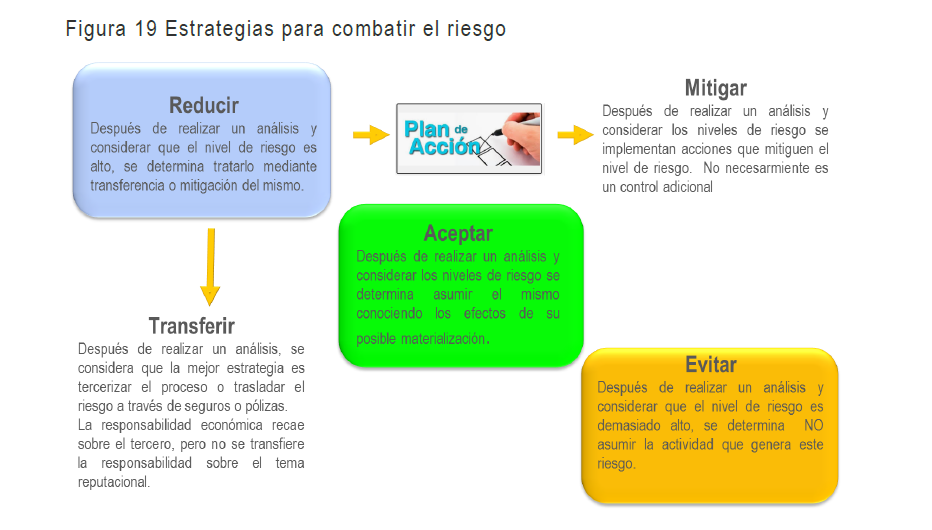 Figura 19 Estrategias para combatir el riesgo
Reducir
Después de realizar un análisis y
considerar que el nivel de riesgo es
alto, se determina tratarlo mediante
transferencia o mitigación del mismo.
Plan de
Acción
Mitigar
Después de realizar un análisis y
considerar los niveles de riesgo se
implementan acciones que mitiguen el
nivel de riesgo. No necesarmiente es
un control adicional
Aceptar
Después de realizar un análisis y
considerar los niveles de riesgo se
determina asumir el mismo
conociendo los efectos de su
posible materialización.
Transferir
Después de realizar un análisis, se
considera que la mejor estrategia es
tercerizar el proceso o trasladar el
riesgo a través de seguros o pólizas.
La responsabilidad económica recae
sobre el tercero, pero no se transfiere
la responsabilidad sobre el tema
reputacional.
Evitar
Después de realizar un análisis y
considerar que el nivel de riesgo es
demasiado alto, se determina NO
asumir la actividad que genera este
riesgo.